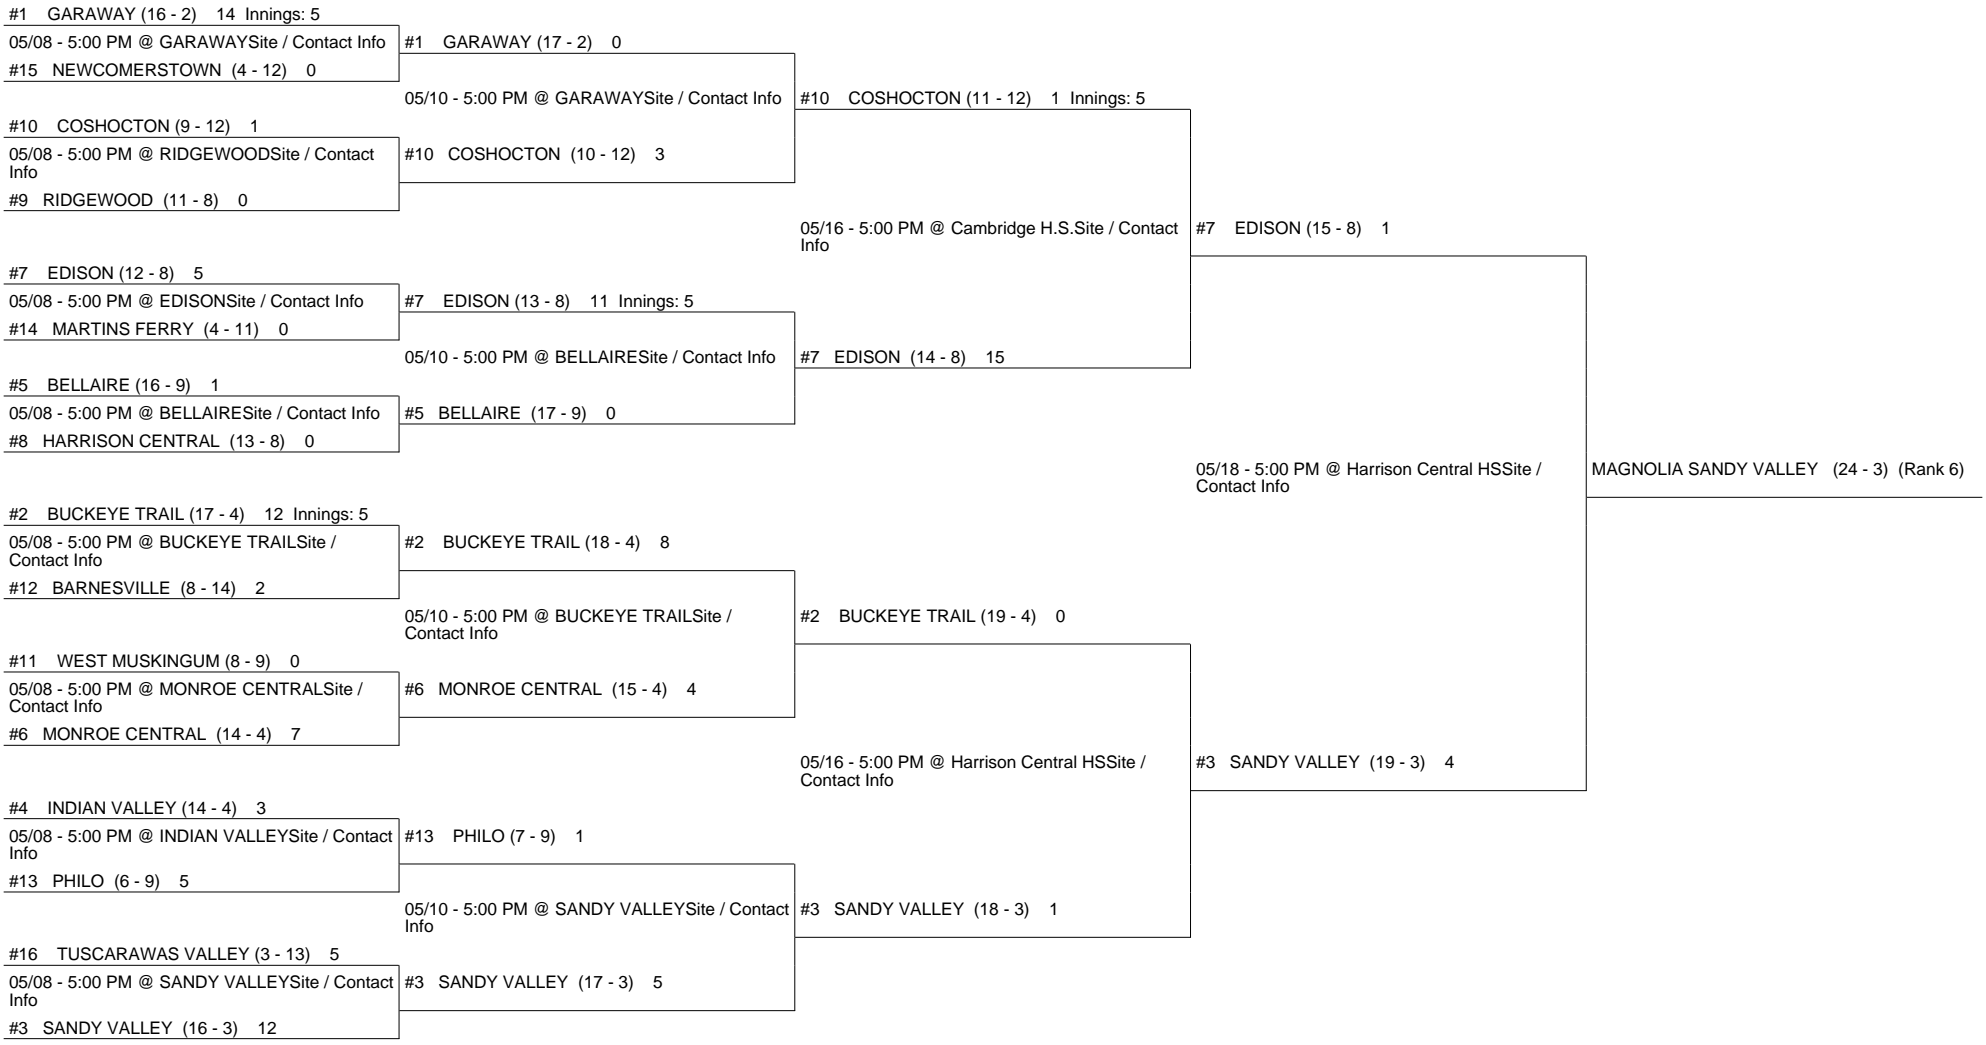 #1 GARAWAY (16 - 2) 14 Innings: 5
05/08 - 5:00 PM @ GARAWAYSite / Contact Info
#15 NEWCOMERSTOWN (4 - 12) 0
#10 COSHOCTON (9 - 12) 1
05/08 - 5:00 PM @ RIDGEWOODSite / Contact
Info
#9 RIDGEWOOD (11 - 8) 0
#7 EDISON (12 - 8) 5
05/08 - 5:00 PM @ EDISONSite / Contact Info
#14 MARTINS FERRY (4 - 11) 0
#5 BELLAIRE (16 - 9) 1
05/08 - 5:00 PM @ BELLAIRESite / Contact Info
#8 HARRISON CENTRAL (13 - 8) 0
#2 BUCKEYE TRAIL (17 - 4) 12 Innings: 5
05/08 - 5:00 PM @ BUCKEYE TRAILSite /
Contact Info
#12 BARNESVILLE (8 - 14) 2
#11 WEST MUSKINGUM (8 - 9) 0
05/08 - 5:00 PM @ MONROE CENTRALSite /
Contact Info
#6 MONROE CENTRAL (14 - 4) 7
#4 INDIAN VALLEY (14 - 4) 3
05/08 - 5:00 PM @ INDIAN VALLEYSite / Contact
Info
#13 PHILO (6 - 9) 5
#16 TUSCARAWAS VALLEY (3 - 13) 5
05/08 - 5:00 PM @ SANDY VALLEYSite / Contact
Info
#3 SANDY VALLEY (16 - 3) 12
#1 GARAWAY (17 - 2) 0
05/10 - 5:00 PM @ GARAWAYSite / Contact Info
#10 COSHOCTON (10 - 12) 3
#7 EDISON (13 - 8) 11 Innings: 5
05/10 - 5:00 PM @ BELLAIRESite / Contact Info
#5 BELLAIRE (17 - 9) 0
#2 BUCKEYE TRAIL (18 - 4) 8
05/10 - 5:00 PM @ BUCKEYE TRAILSite /
Contact Info
#6 MONROE CENTRAL (15 - 4) 4
#13 PHILO (7 - 9) 1
05/10 - 5:00 PM @ SANDY VALLEYSite / Contact
Info
#3 SANDY VALLEY (17 - 3) 5
#10 COSHOCTON (11 - 12) 1 Innings: 5
05/16 - 5:00 PM @ Cambridge H.S.Site / Contact
Info
#7 EDISON (14 - 8) 15
#2 BUCKEYE TRAIL (19 - 4) 0
05/16 - 5:00 PM @ Harrison Central HSSite /
Contact Info
#3 SANDY VALLEY (18 - 3) 1
#7 EDISON (15 - 8) 1
05/18 - 5:00 PM @ Harrison Central HSSite /
Contact Info
#3 SANDY VALLEY (19 - 3) 4
MAGNOLIA SANDY VALLEY (24 - 3) (Rank 6)